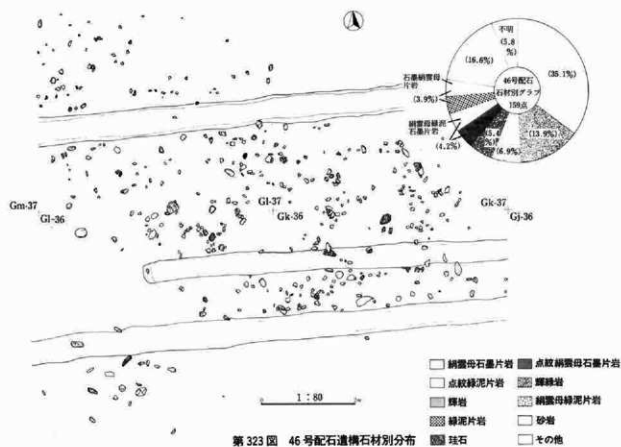 不明
(3.8
%)
(16.6%)
(35.1%)
46号配石
石材別グラフ
159点
石墨絹雲母
片岩
(3.9%)
絹雲母緑泥
石墨片岩
(4.2%)
(5.4
%)
(6.9%)
(13.9%)
Gm-37
Gl-36
Gl-37
Gk-36
Gk-37
Gj-36
絹雲母石墨片岩
点紋絹雲母石墨片岩
点紋緑泥片岩
輝緑岩
輝岩
絹雲母緑泥片岩
緑泥片岩
砂岩
珪石
その他
1:80
第323図 46号配石遺構石材別分布